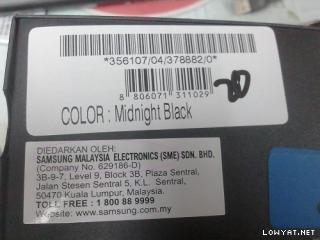 *356107/04/378882/0*
8 806071 311029
COLOR : Midnight Black
DIEDARKAN OLEH:
SAMSUNG MALAYSIA ELECTRONICS (SME) SDN. BHD.
(Company No. 629186-D)
3B-9-7, Level 9, Block 3B, Plaza Sentral,
Jalan Stesen Sentral 5, K.L. Sentral,
50470 Kuala Lumpur, Malaysia.
TOLL FREE : 1 800 88 9999
Website: www.samsung.com.my
LOWYAT.NET